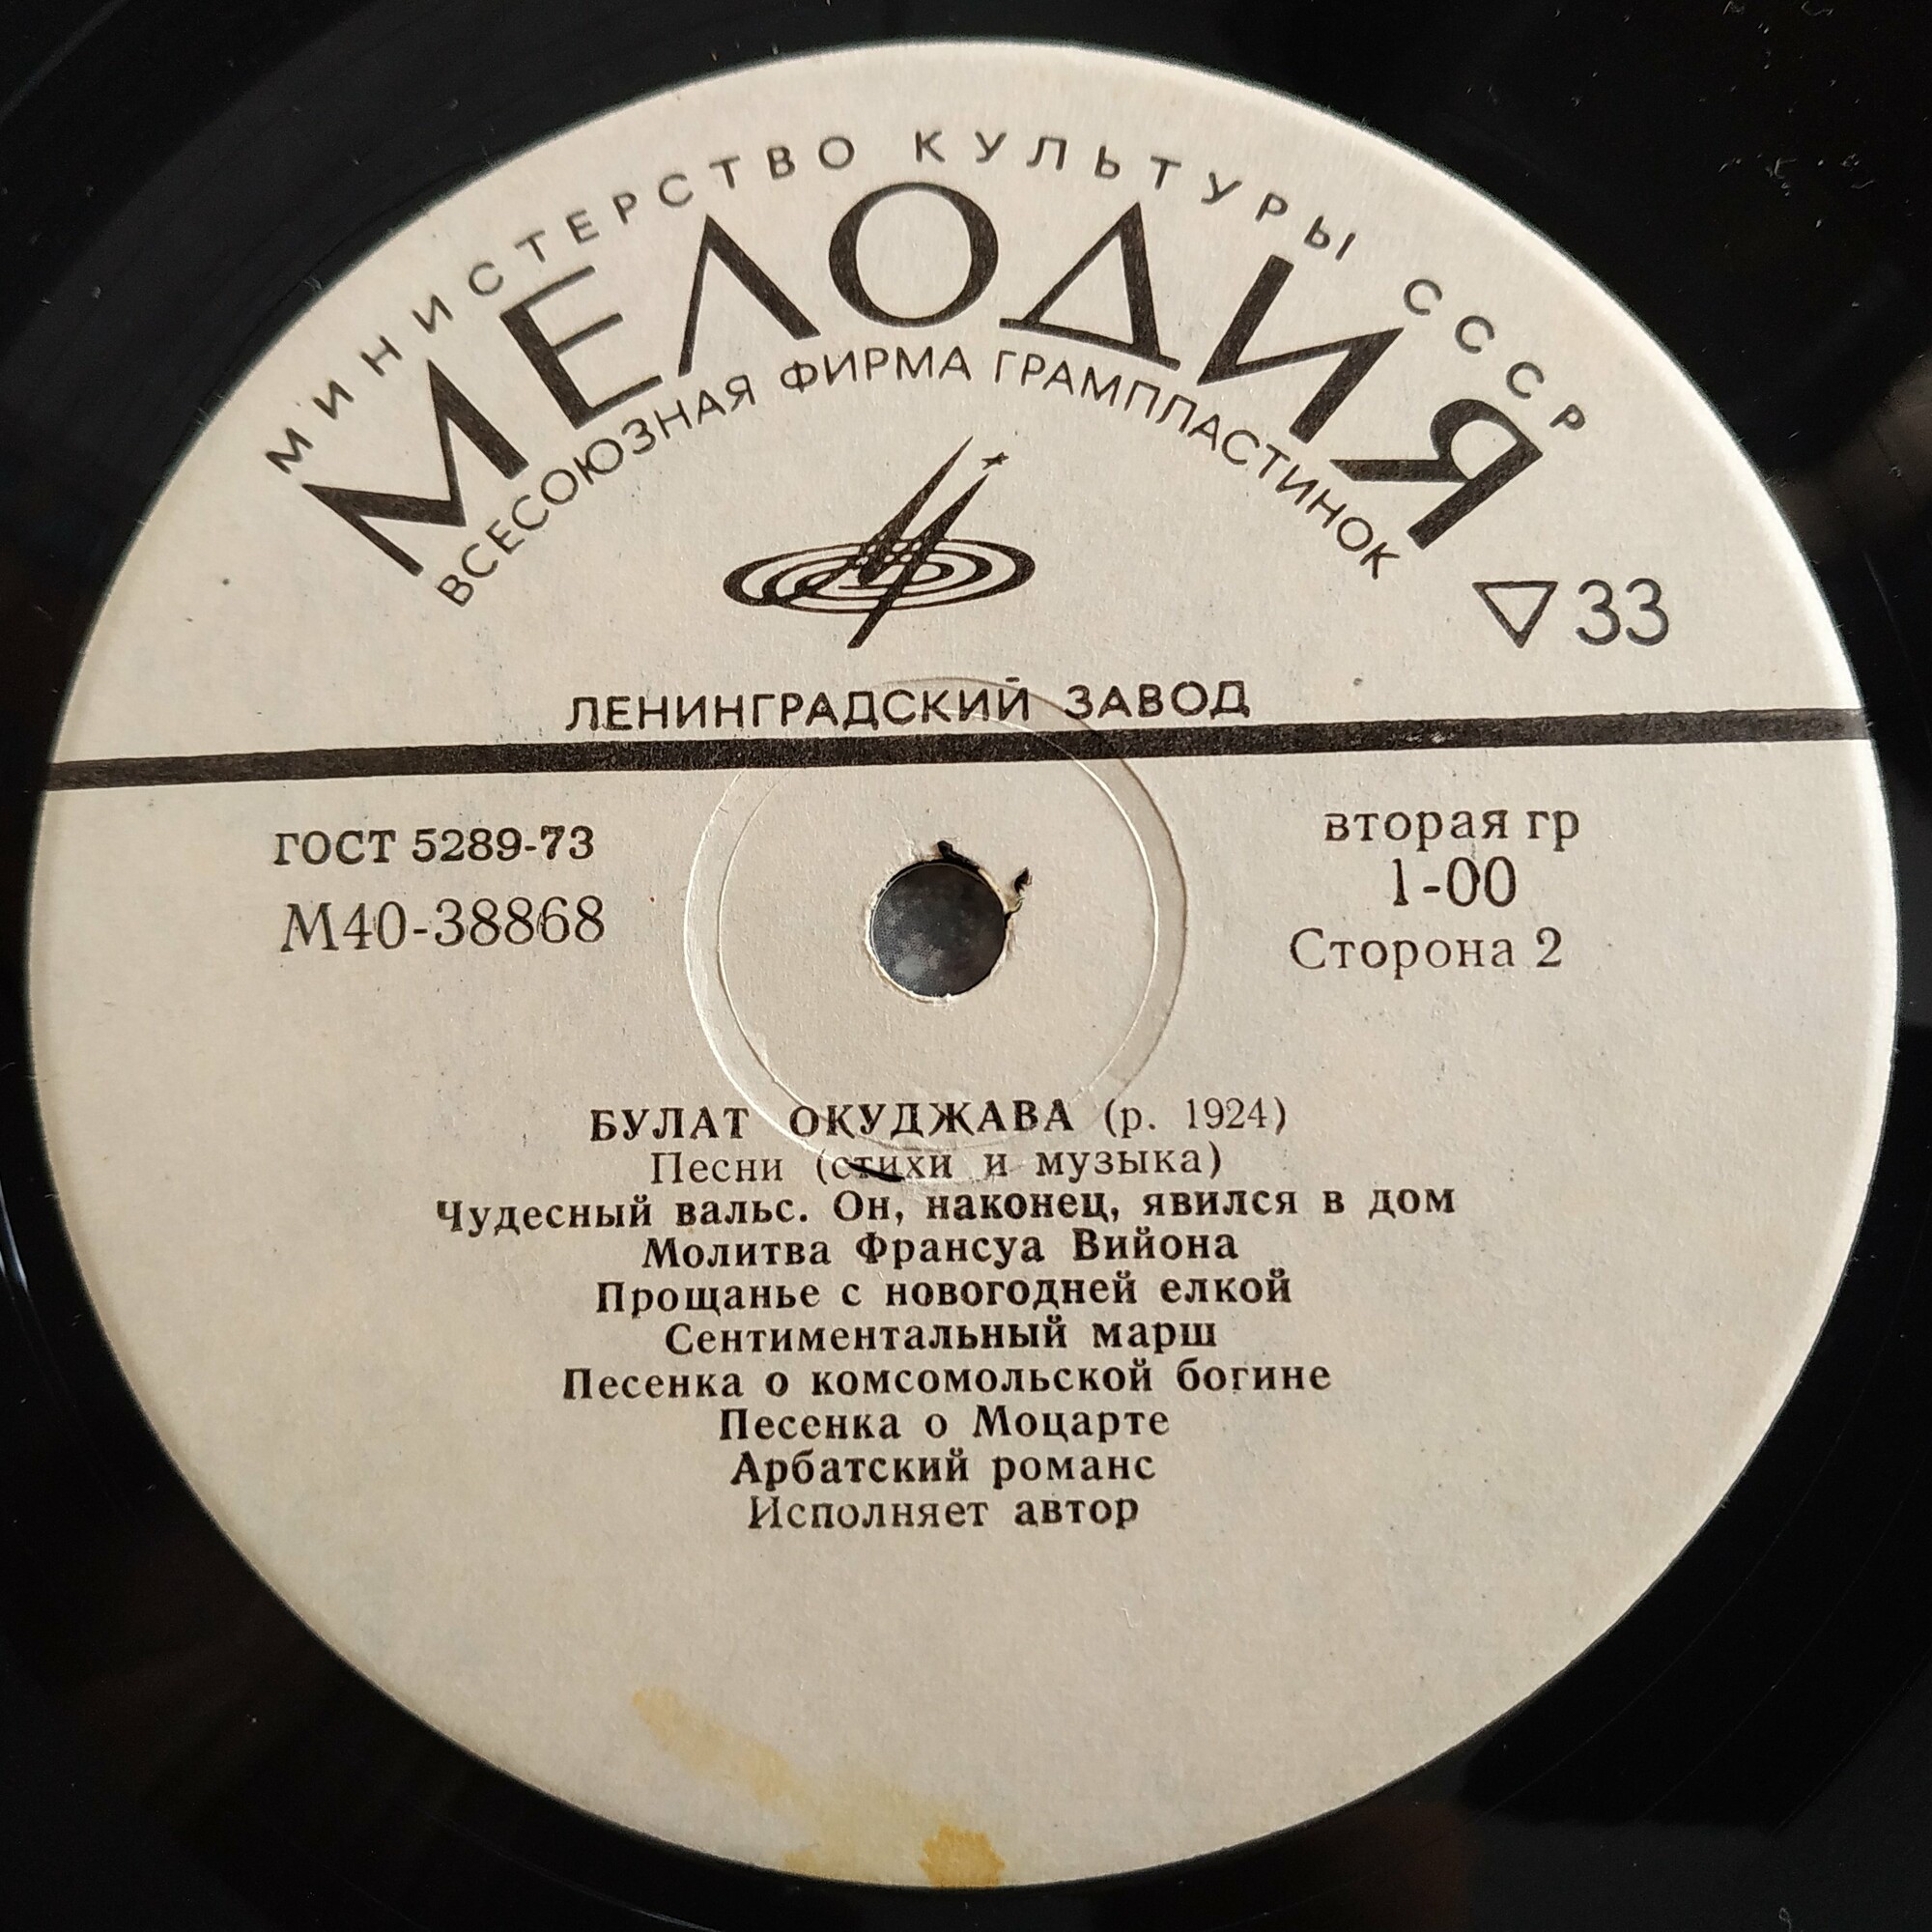 МИНИСТЕРСТВО КУЛЬТУРЫ СССР
МЕЛОДИЯ
ВСЕСОЮЗНАЯ ФИРМА ГРАМПЛАСТИНОК
▽33
ЛЕНИНГРАДСКИЙ ЗАВОД
ГОСТ 5289-73
М40-38868
вторая гр
1-00
Сторона 2
БУЛАТ ОКУДЖАВА (р. 1924)
Песни (стихи и музыка)
Чудесный вальс. Он, наконец, явился в дом
Молитва Франсуа Вийона
Прощанье с новогодней елкой
Сентиментальный марш
Песенка о комсомольской богине
Песенка о Моцарте
Арбатский романс
Исполняет автор